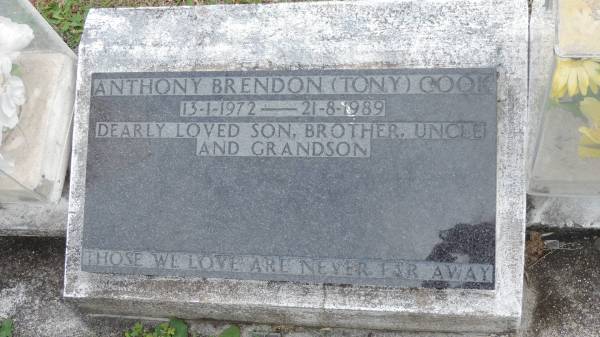 ANTHONY BRENDON (TONY) COOK
13-1-1972 — 21-8-1989
DEARLY LOVED SON, BROTHER, UNCLE
AND GRANDSON
THOSE WE LOVE ARE NEVER FAR AWAY